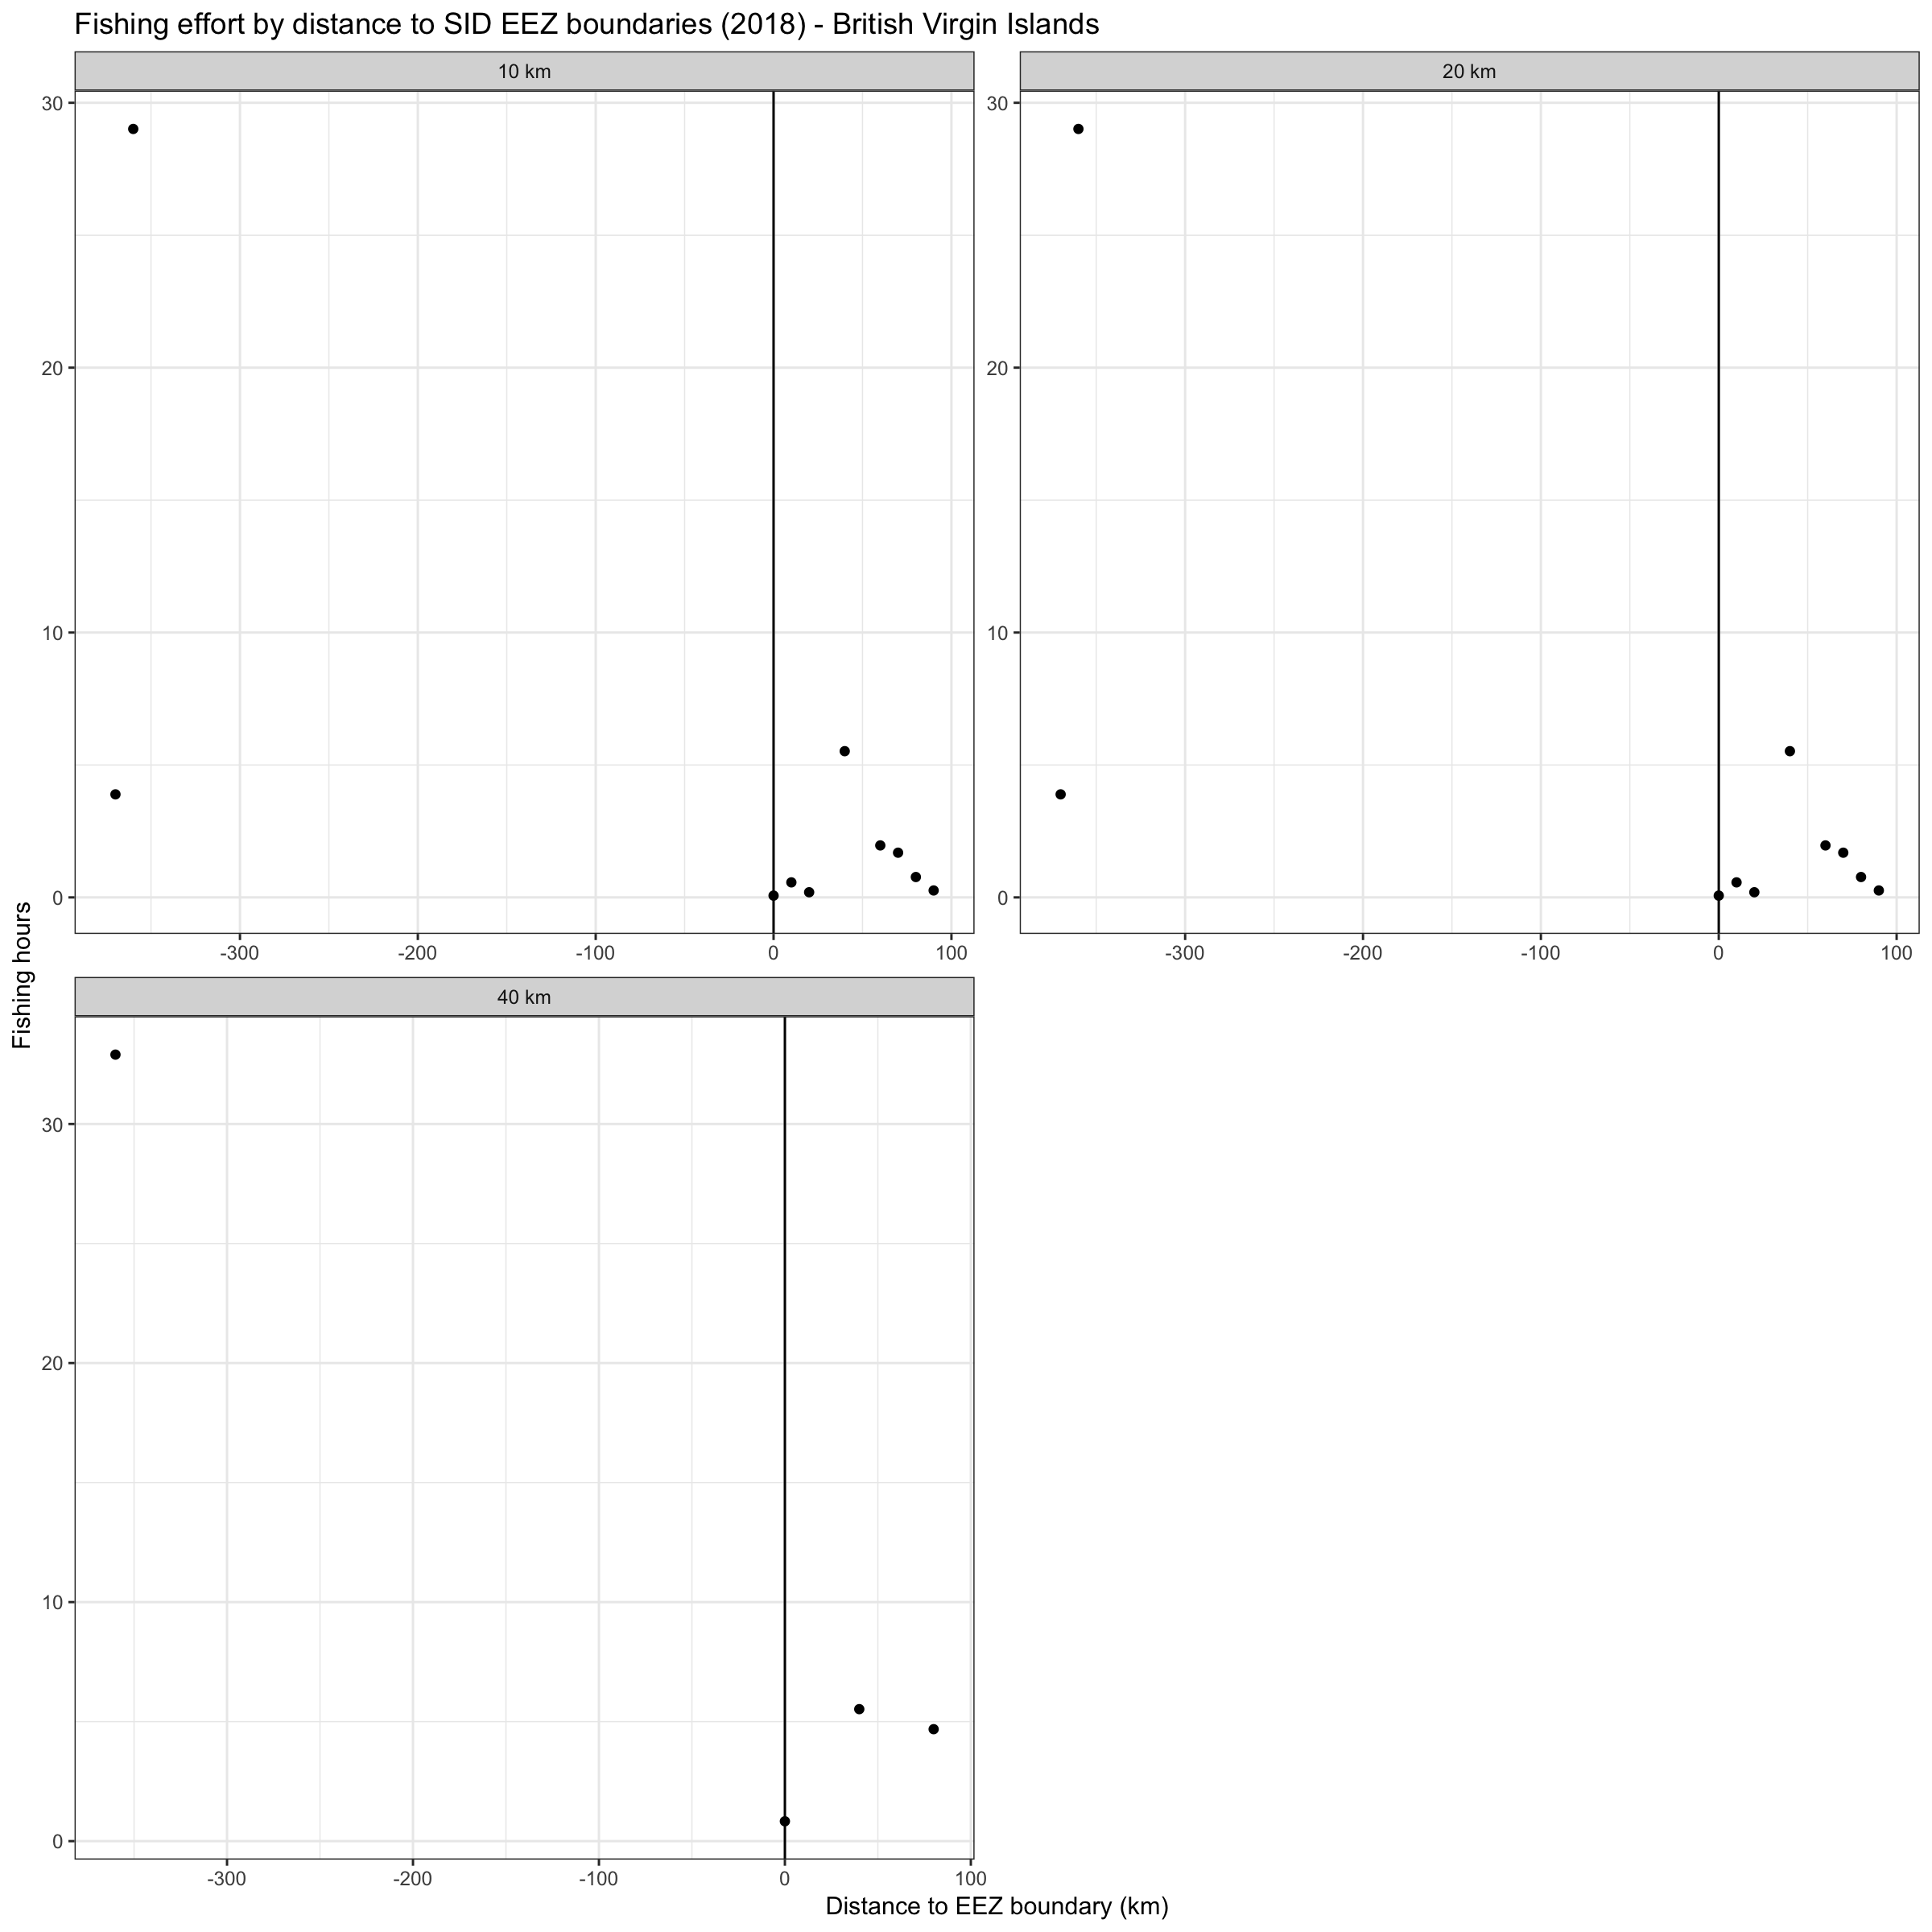 Fishing effort by distance to SID EEZ boundaries (2018) - British Virgin Islands
10 km
20 km
30
20
10
0
-300 -200 -100 0 100
30
20
10
0
-300 -200 -100 0 100
Fishing hours
40 km
30
20
10
0
-300 -200 -100 0 100
Distance to EEZ boundary (km)